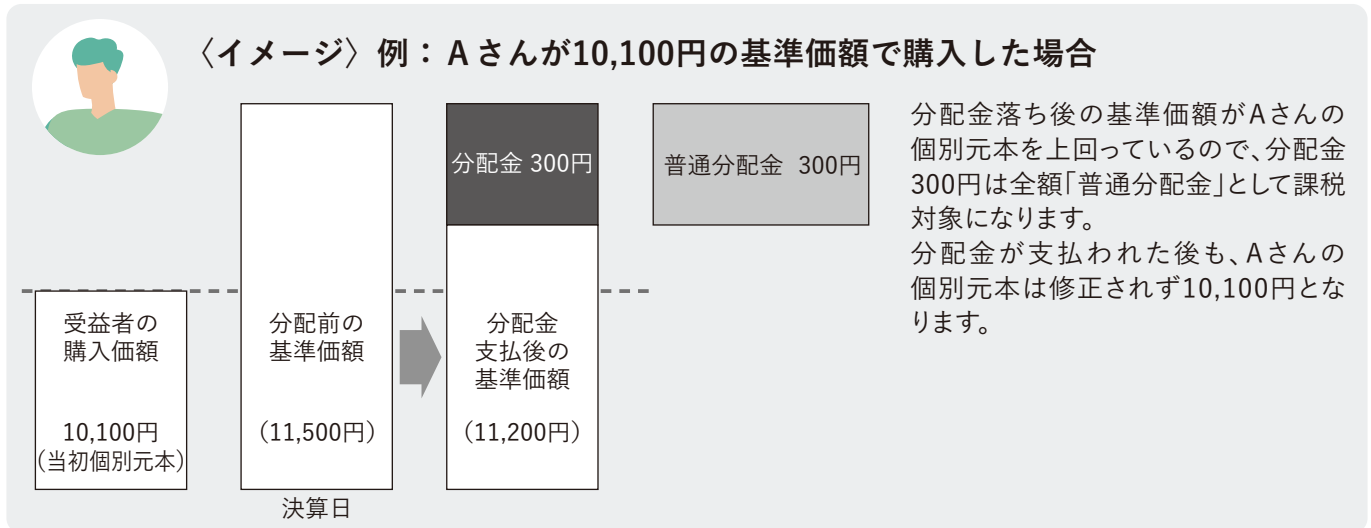 〈イメージ〉例：Aさんが10,100円の基準価額で購入した場合
分配金 300円
普通分配金 300円
分配金落ち後の基準価額がAさんの
個別元本を上回っているので、分配金
300円は全額「普通分配金」として課税
対象になります。
分配金が支払われた後も、Aさんの
個別元本は修正されず10,100円とな
ります。
受益者の
購入価額
10,100円
（当初個別元本）
分配前の
基準価額
（11,500円）
分配金
支払後の
基準価額
（11,200円）
決算日